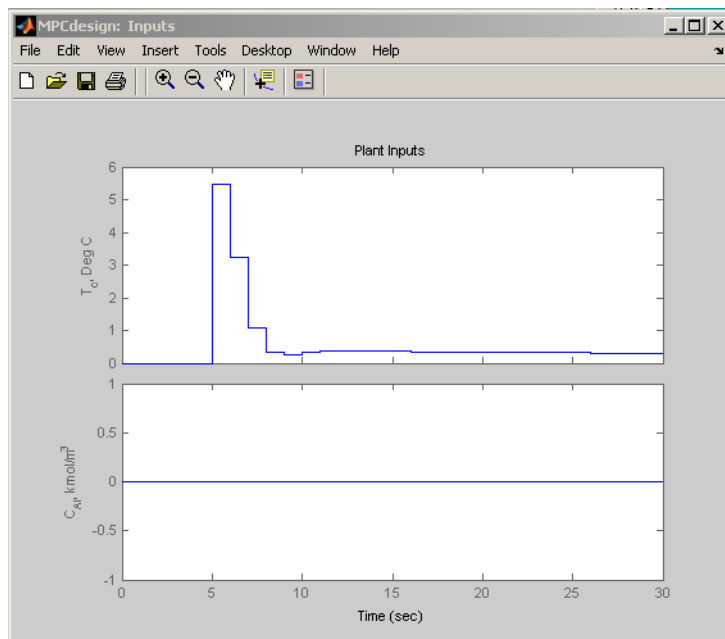 MPCdesign: Inputs
File Edit View Insert Tools Desktop Window Help
Plant Inputs
6
5
4
3
2
1
0
T_c, Deg C
1
0.5
0
-0.5
-1
C_Ai, kmol/m³
0 5 10 15 20 25 30
Time (sec)